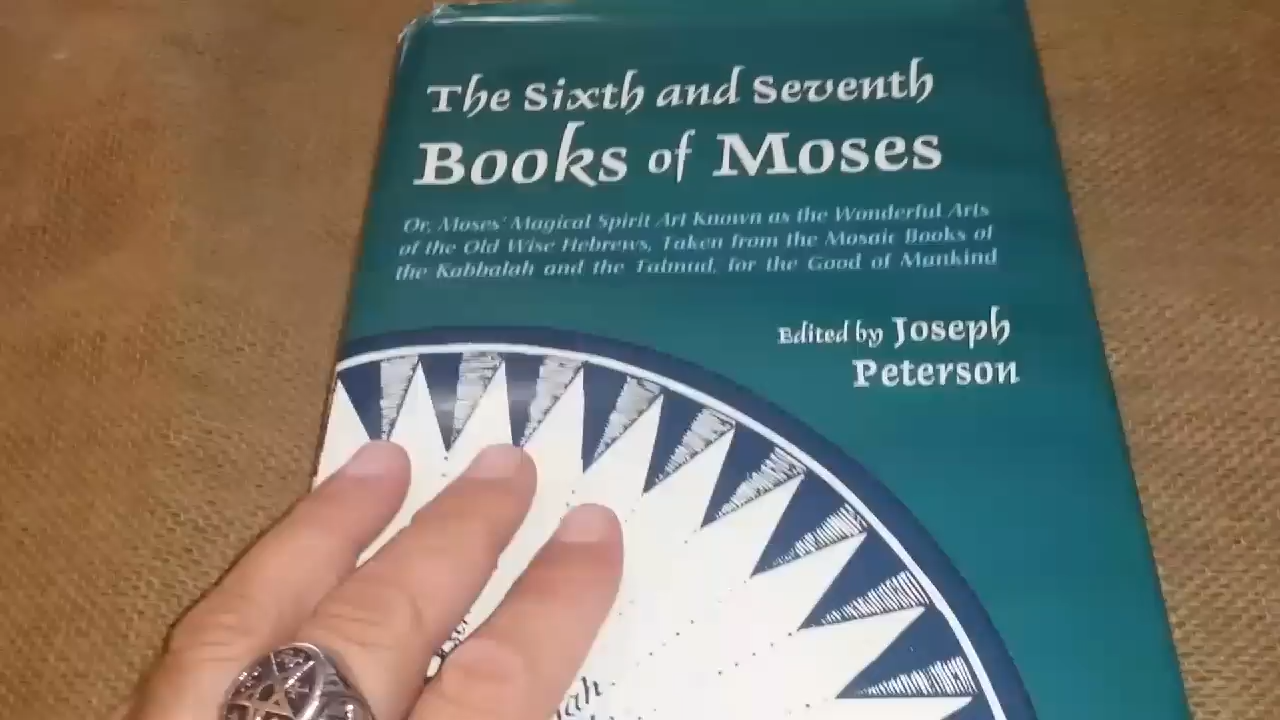 The Sixth and Seventh
Books of Moses
Or, Moses' Magical Spirit Art Known as the Wonderful Arts
of the Old Wise Hebrews, Taken from the Mosaic Books of
the Kabbalah and the Talmud, for the Good of Mankind
Edited by Joseph
Peterson